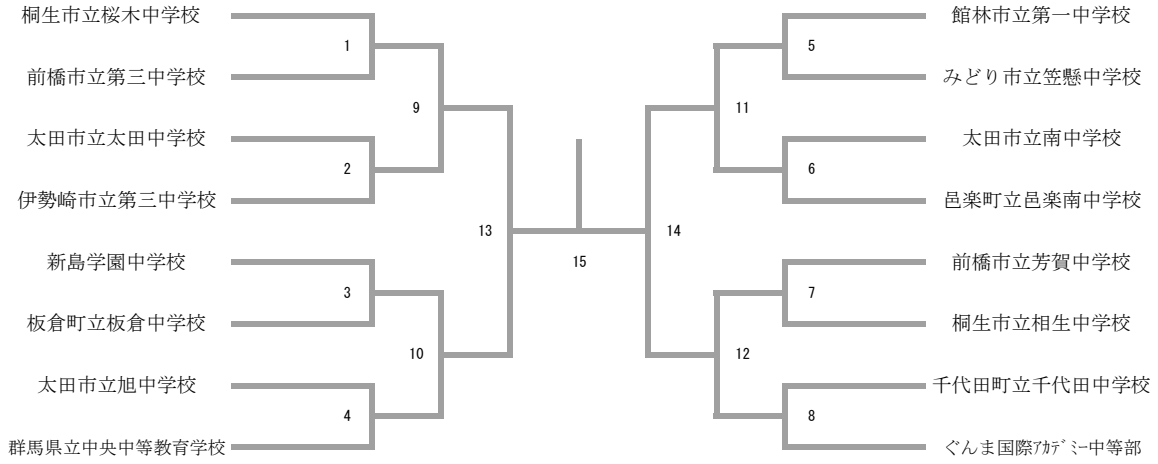 桐生市立桜木中学校
1
前橋市立第三中学校
9
太田市立太田中学校
2
伊勢崎市立第三中学校
13
新島学園中学校
3
板倉町立板倉中学校
10
太田市立旭中学校
4
群馬県立中央中等教育学校
15
館林市立第一中学校
5
みどり市立笠懸中学校
11
太田市立南中学校
6
邑楽町立邑楽南中学校
14
前橋市立芳賀中学校
7
桐生市立相生中学校
12
千代田町立千代田中学校
8
ぐんま国際ｱｶﾃﾞﾐｰ中等部